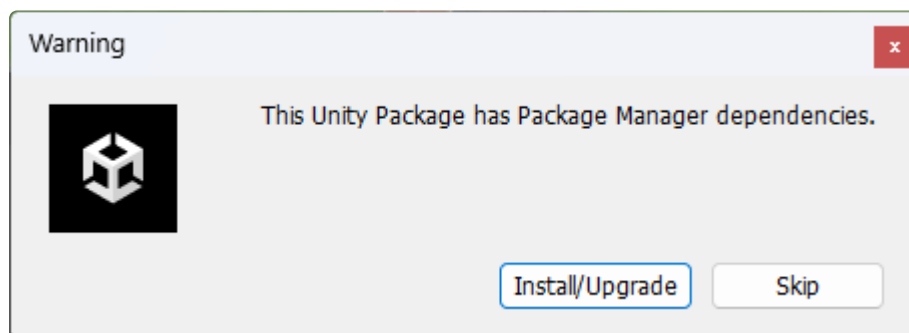 Warning
x
This Unity Package has Package Manager dependencies.
Install/Upgrade
Skip